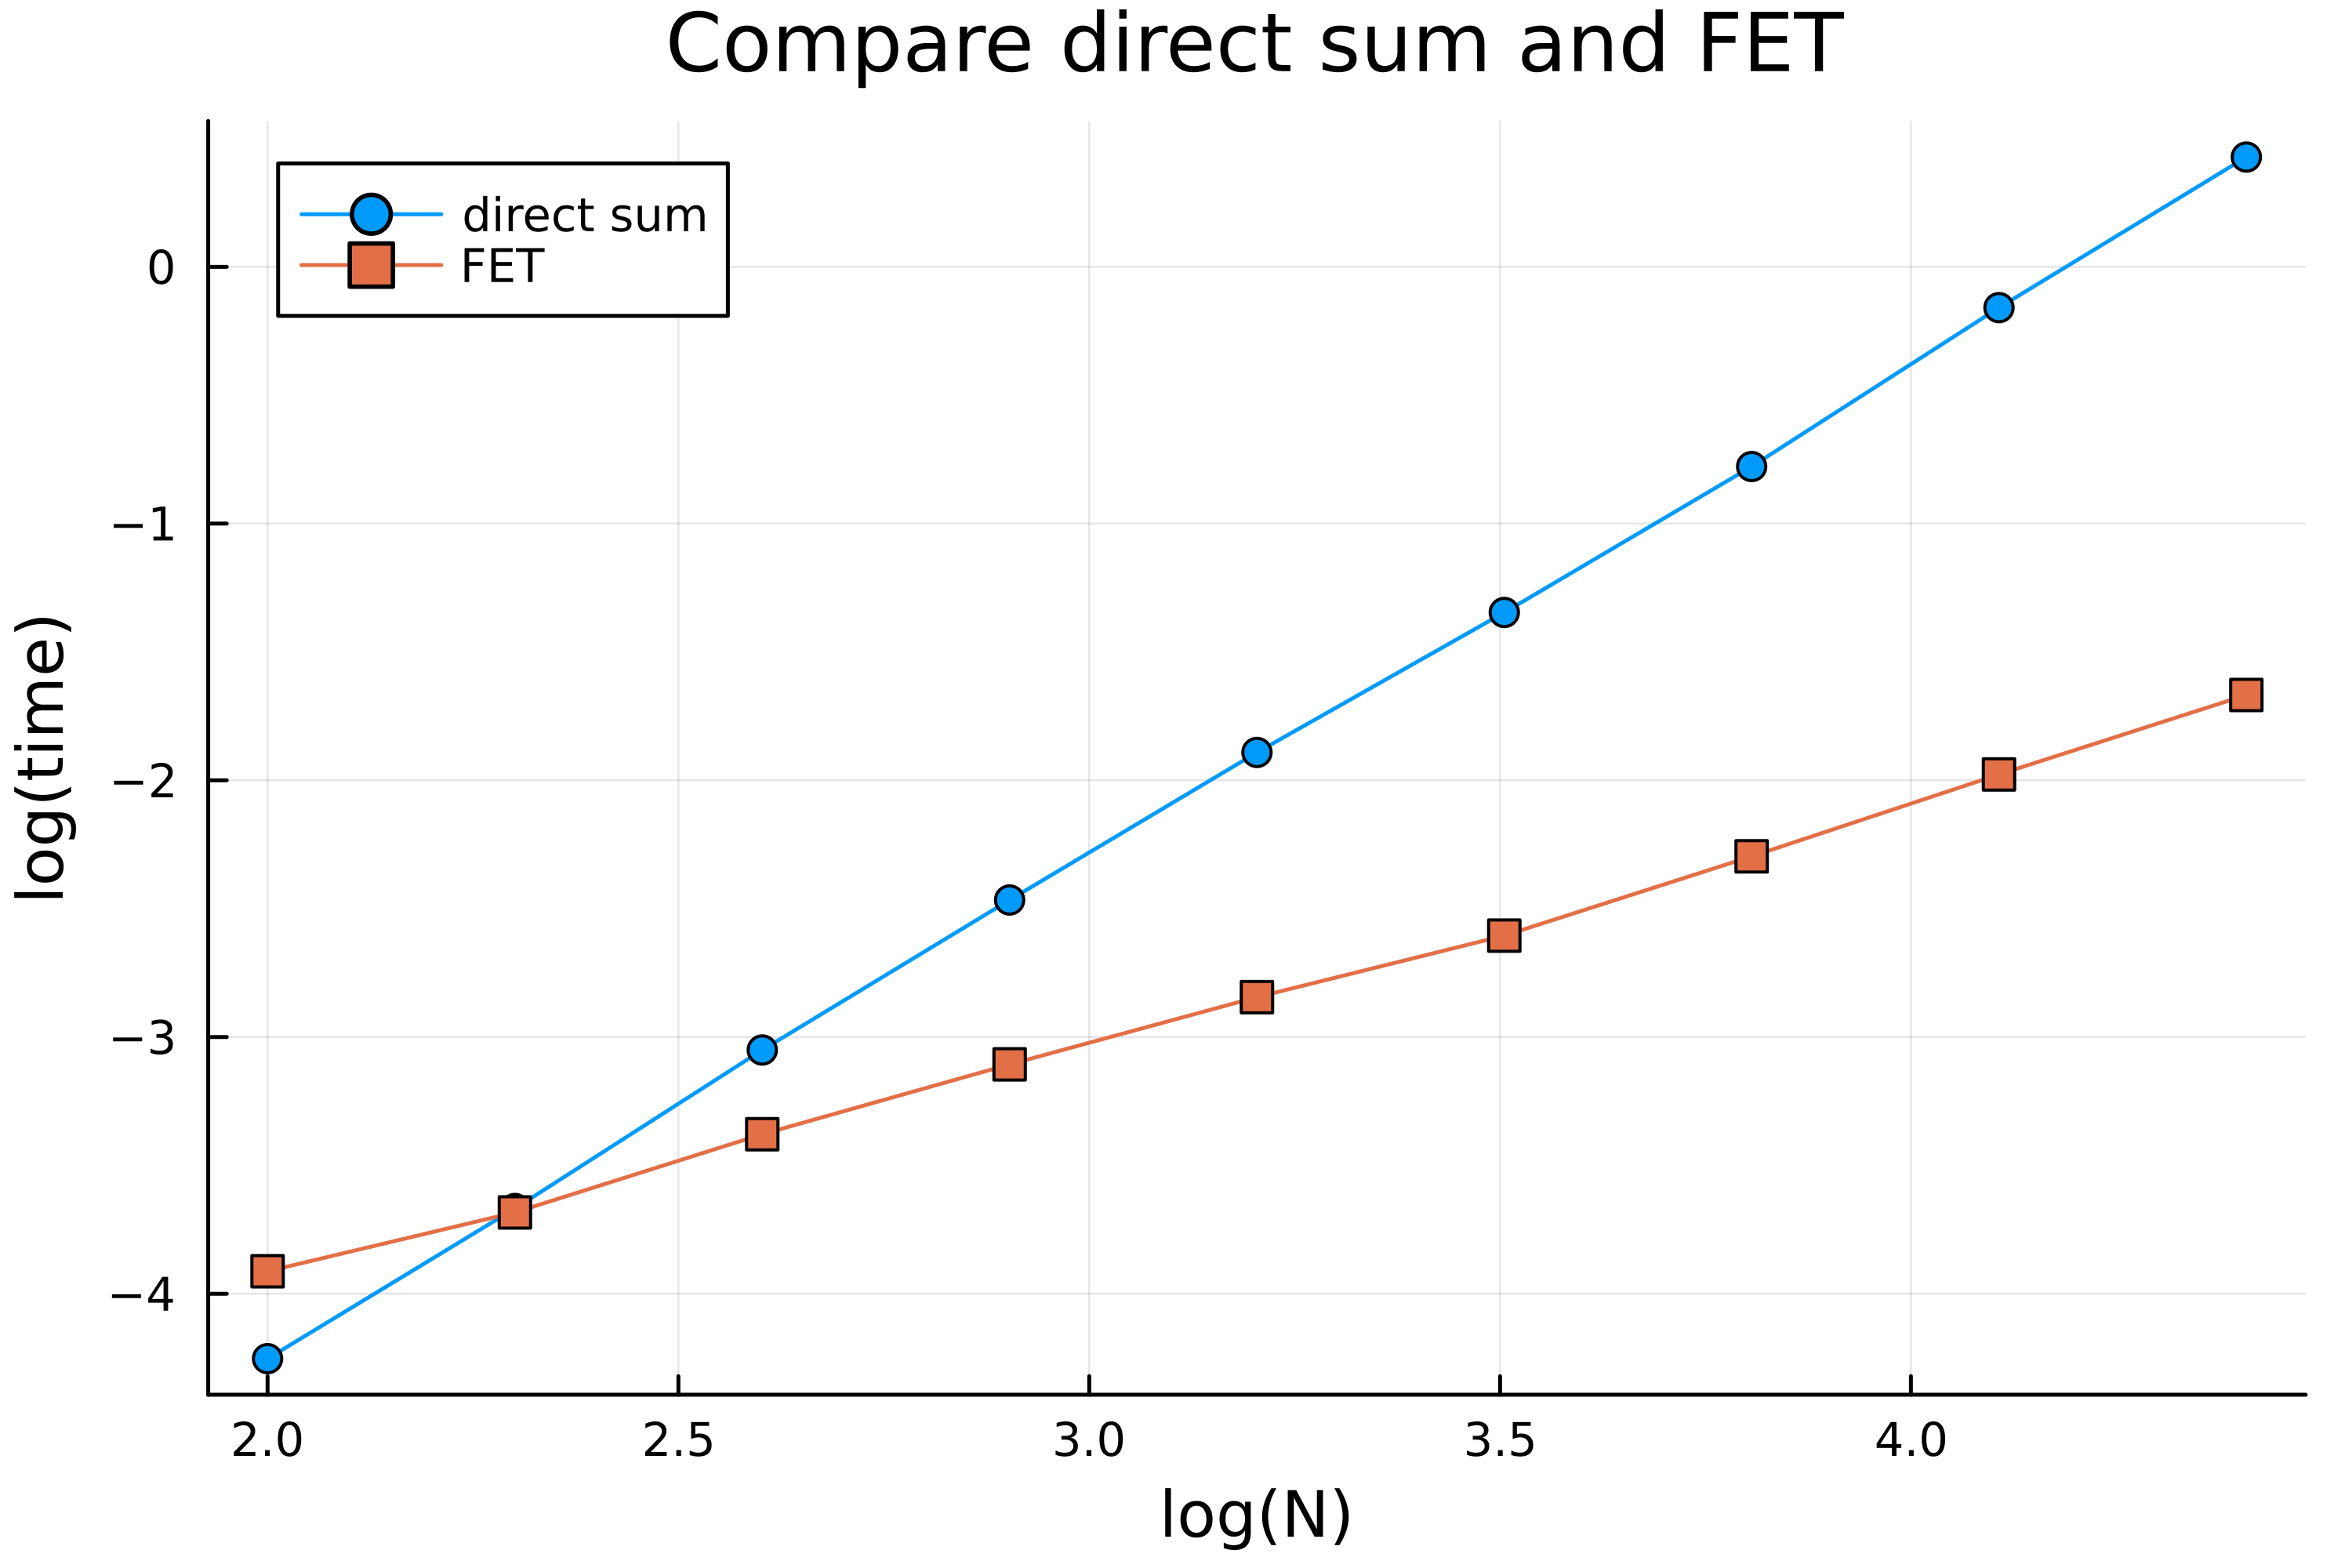 Compare direct sum and FET
direct sum
FET
0
−1
−2
−3
−4
log(time)
2.0 2.5 3.0 3.5 4.0
log(N)